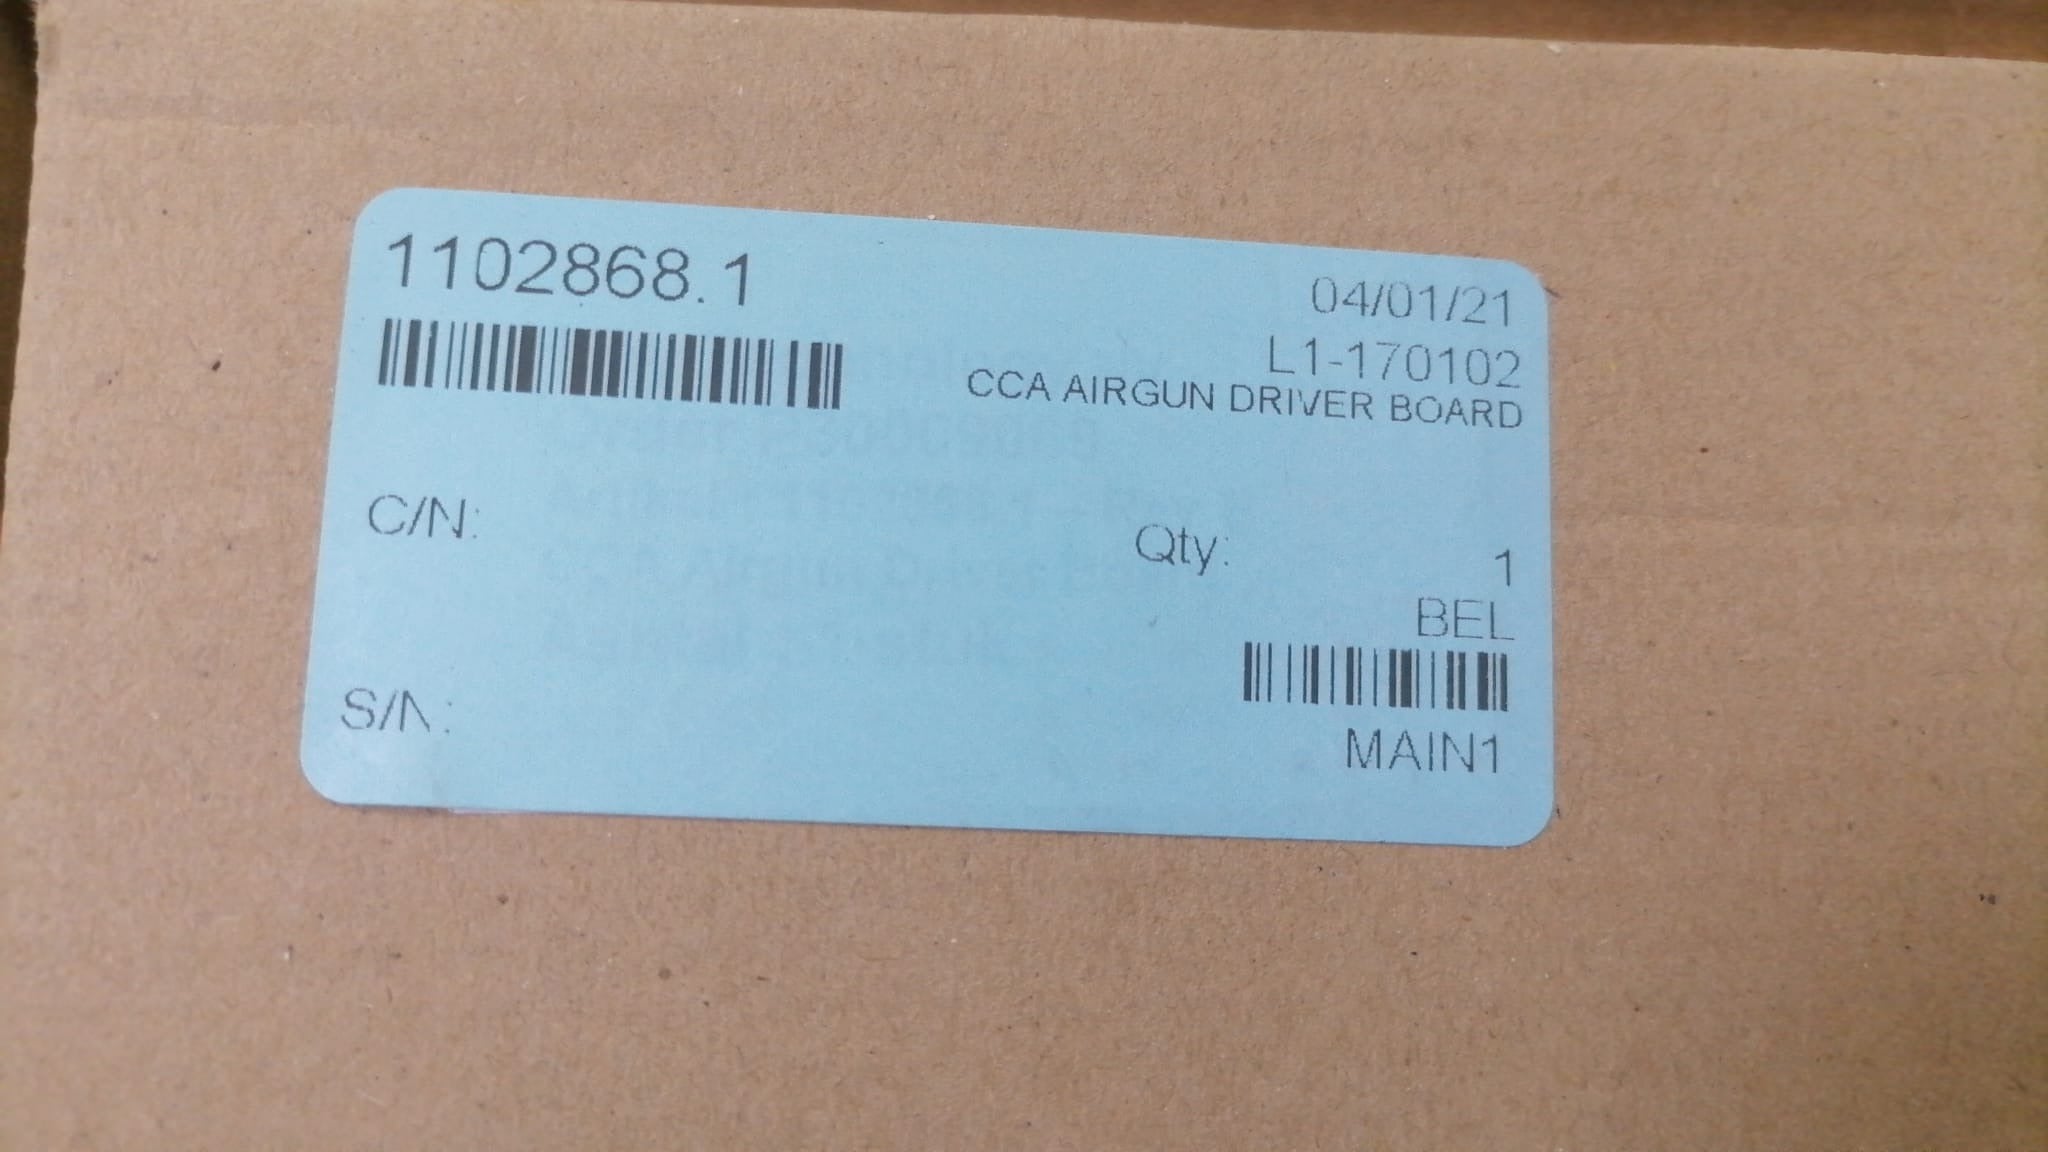 1102868.1
04/01/21
L1-170102
CCA AIRGUN DRIVER BOARD
C/N:
Qty: 1
BEL
S/N:
MAIN1